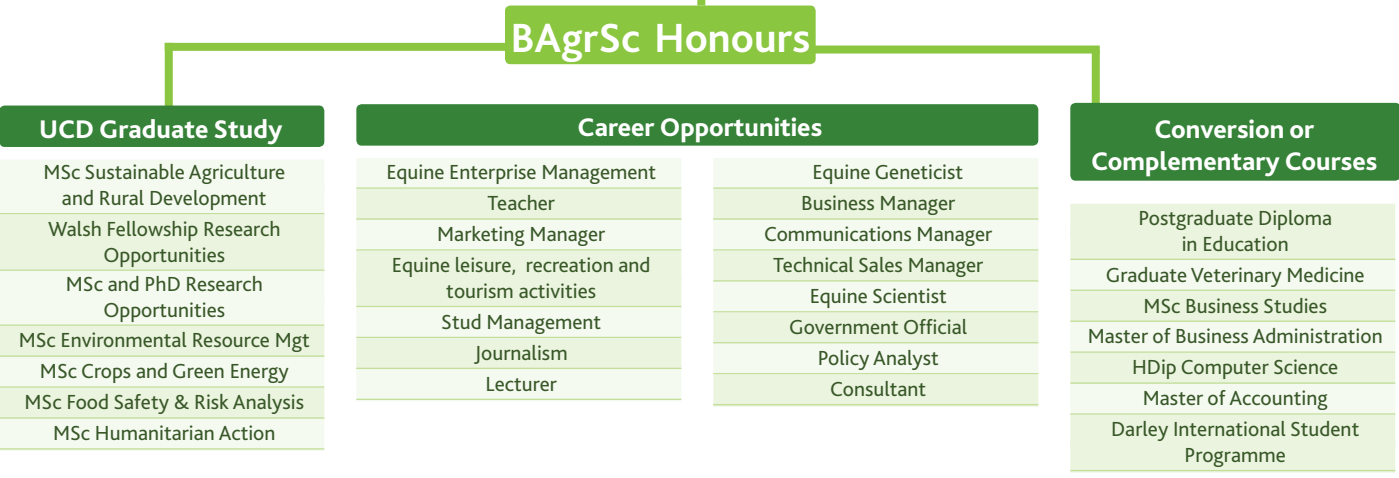 BAgrSc Honours
UCD Graduate Study
MSc Sustainable Agriculture
and Rural Development
Walsh Fellowship Research
Opportunities
MSc and PhD Research
Opportunities
MSc Environmental Resource Mgt
MSc Crops and Green Energy
MSc Food Safety & Risk Analysis
MSc Humanitarian Action
Career Opportunities
Equine Enterprise Management
Teacher
Marketing Manager
Equine leisure, recreation and
tourism activities
Stud Management
Journalism
Lecturer
Equine Geneticist
Business Manager
Communications Manager
Technical Sales Manager
Equine Scientist
Government Official
Policy Analyst
Consultant
Conversion or
Complementary Courses
Postgraduate Diploma
in Education
Graduate Veterinary Medicine
MSc Business Studies
Master of Business Administration
HDip Computer Science
Master of Accounting
Darley International Student
Programme